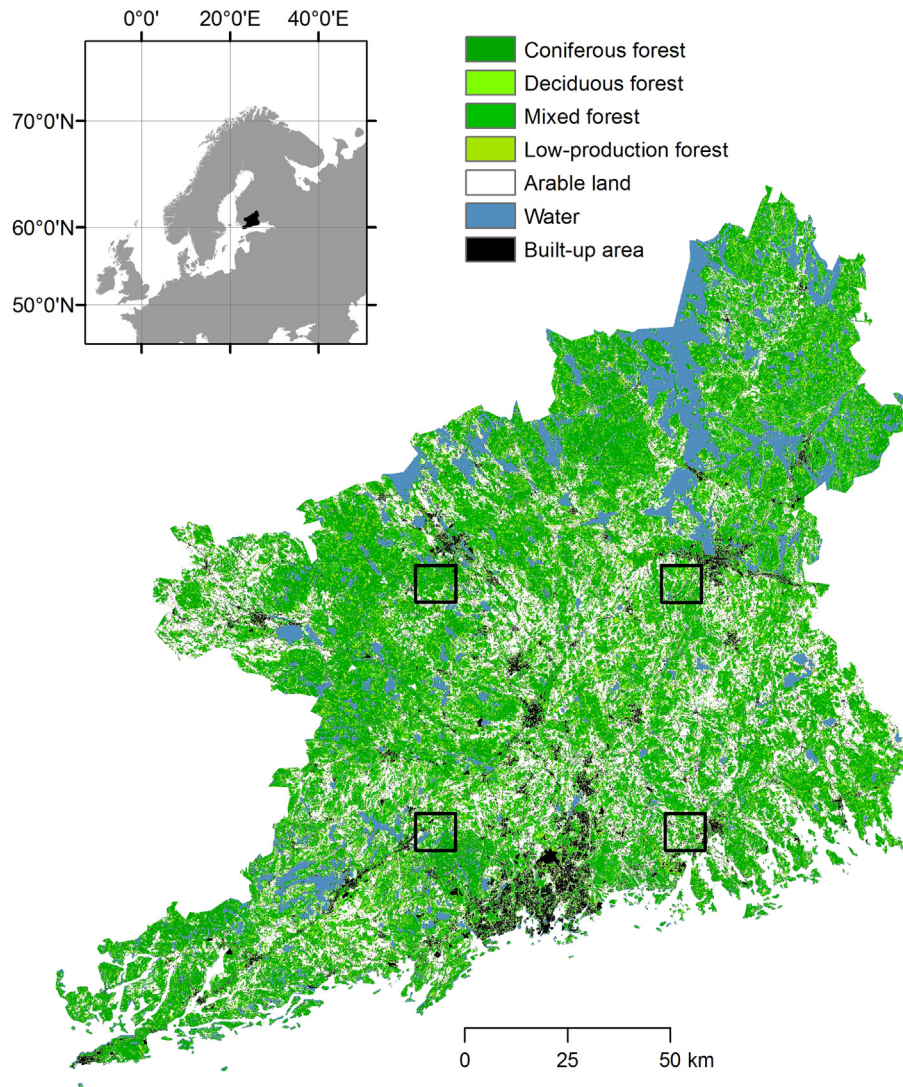 0°0' 20°0'E 40°0'E
70°0'N
60°0'N
50°0'N
Coniferous forest
Deciduous forest
Mixed forest
Low-production forest
Arable land
Water
Built-up area
0 25 50 km